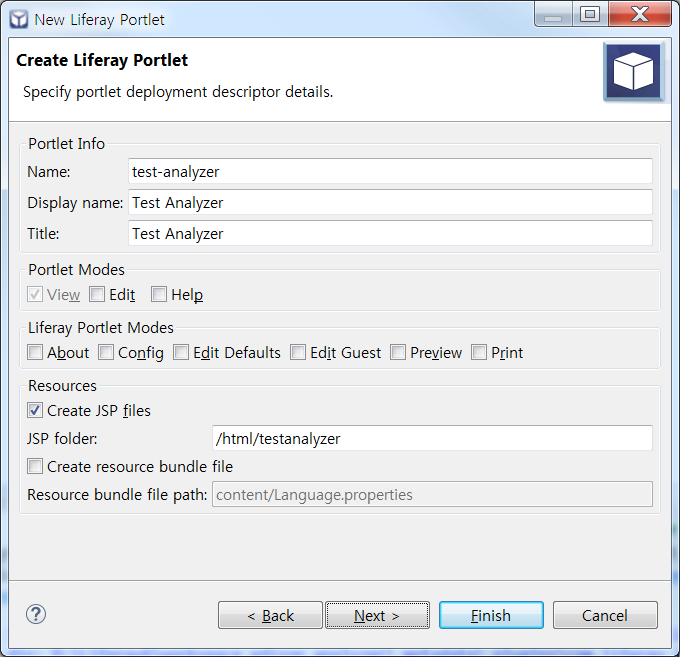 New Liferay Portlet
Create Liferay Portlet
Specify portlet deployment descriptor details.
Portlet Info
Name: test-analyzer
Display name: Test Analyzer
Title: Test Analyzer
Portlet Modes
View Edit Help
Liferay Portlet Modes
About Config Edit Defaults Edit Guest Preview Print
Resources
Create JSP files
JSP folder: /html/testanalyzer
Create resource bundle file
Resource bundle file path: content/Language.properties
? < Back Next > Finish Cancel